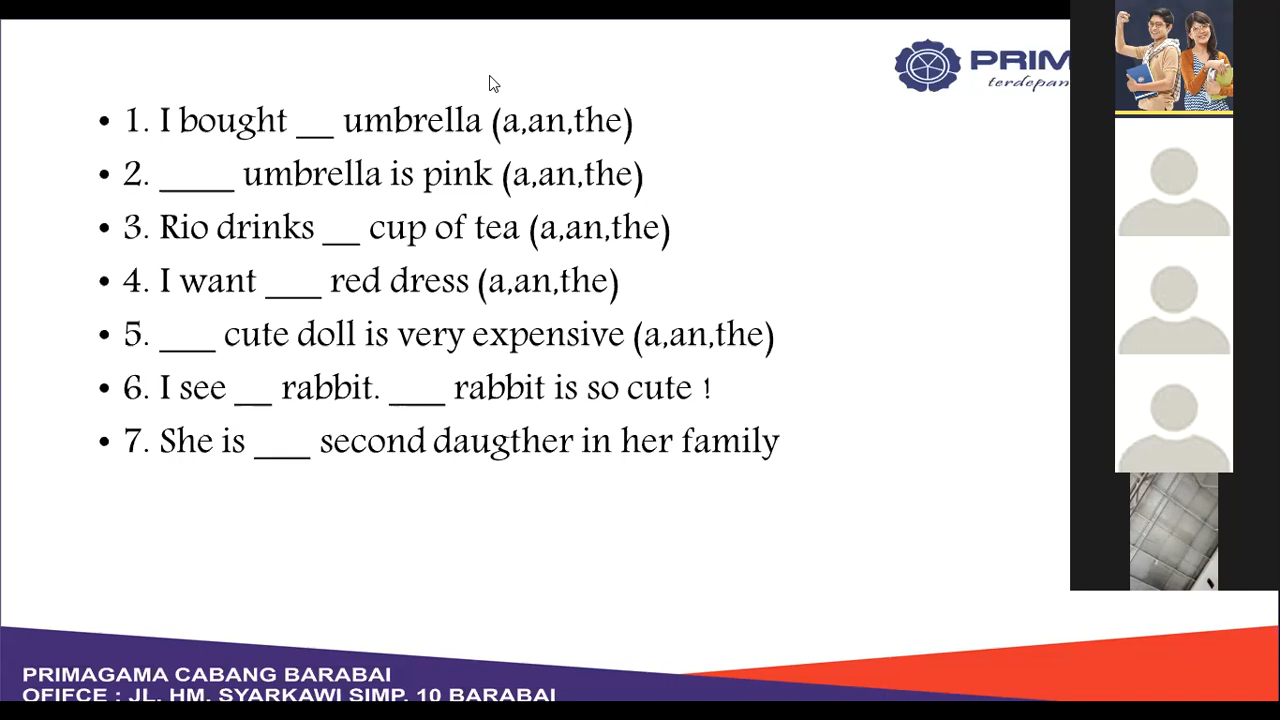 PRIM
terdepan
• 1. I bought __ umbrella (a,an,the)
• 2. ____ umbrella is pink (a,an,the)
• 3. Rio drinks __ cup of tea (a,an,the)
• 4. I want ___ red dress (a,an,the)
• 5. ___ cute doll is very expensive (a,an,the)
• 6. I see __ rabbit. ___ rabbit is so cute !
• 7. She is ___ second daugther in her family
PRIMAGAMA CABANG BARABAI
OFIFCE : JL. HM. SYARKAWI SIMP. 10 BARABAI